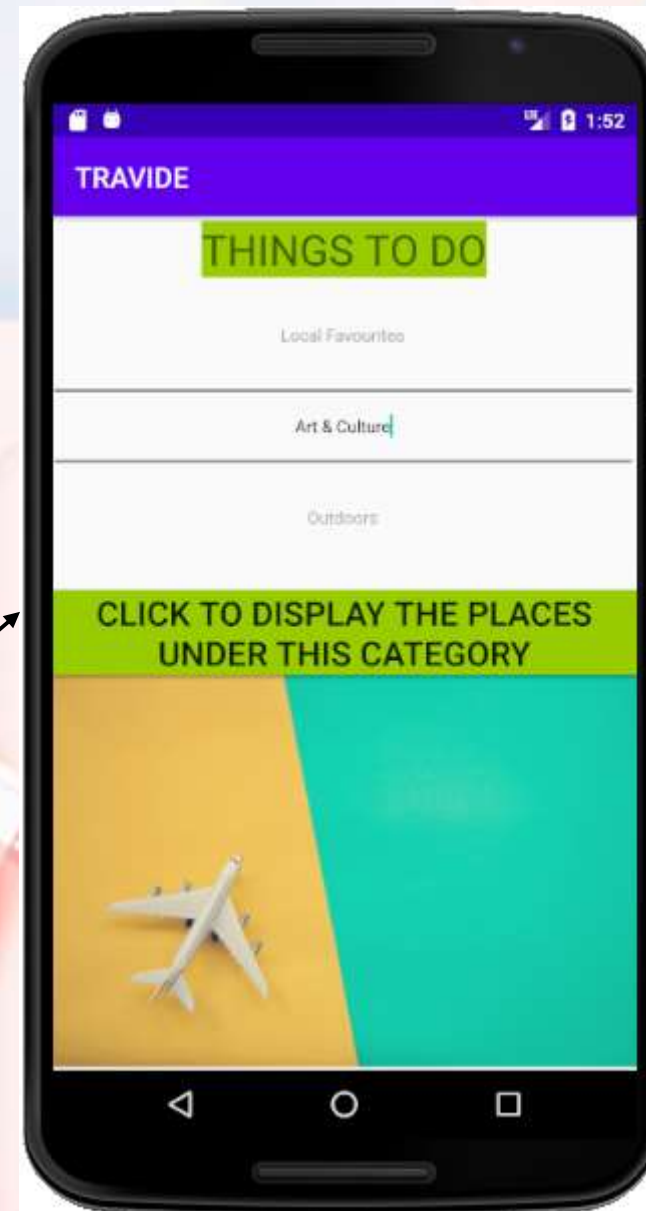 LTE 1:52
TRAVIDE
THINGS TO DO
Local Favourites
Art & Culture
Outdoors
CLICK TO DISPLAY THE PLACES
UNDER THIS CATEGORY